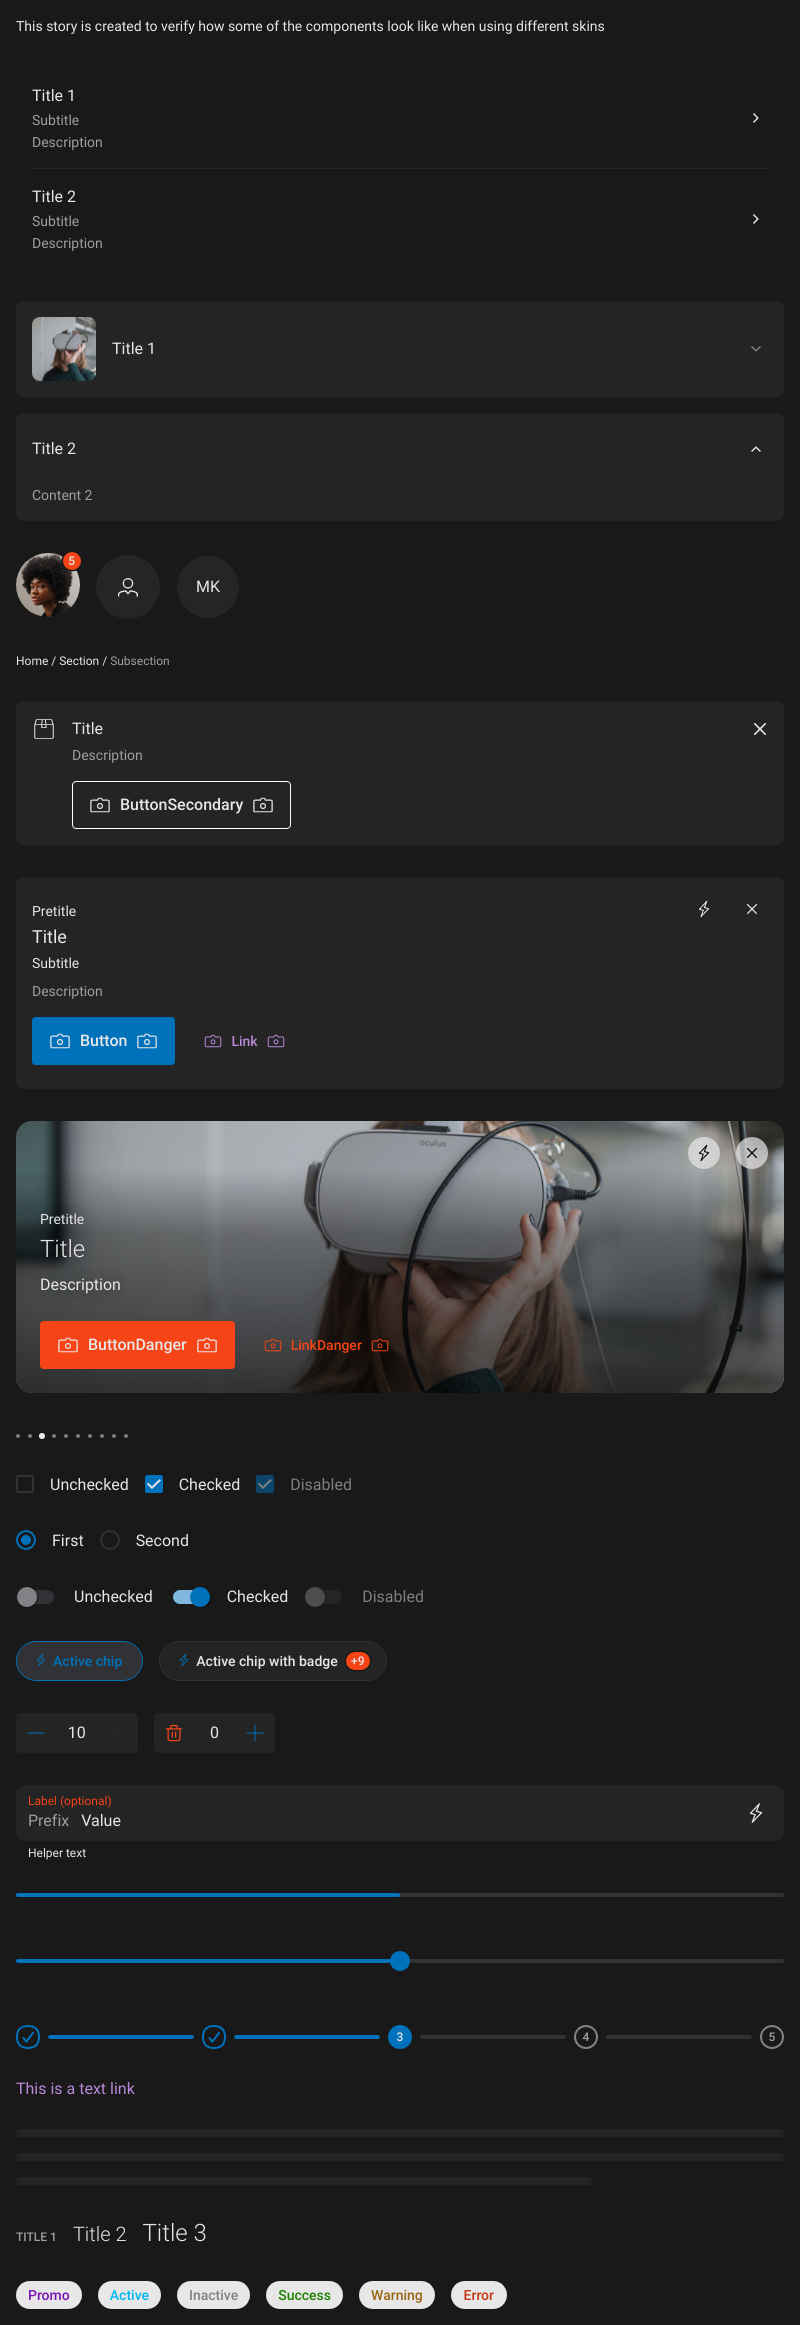 This story is created to verify how some of the components look like when using different skins
Title 1
Subtitle
Description
Title 2
Subtitle
Description
Title 1
Title 2
Content 2
5
MK
Home / Section / Subsection
Title
Description
ButtonSecondary
Pretitle
Title
Subtitle
Description
Button Link
oculus
Pretitle
Title
Description
ButtonDanger LinkDanger
Unchecked Checked Disabled
First Second
Unchecked Checked Disabled
Active chip Active chip with badge +9
10 0
Label (optional)
Prefix Value
Helper text
3 4 5
This is a text link
TITLE 1 Title 2 Title 3
Promo Active Inactive Success Warning Error